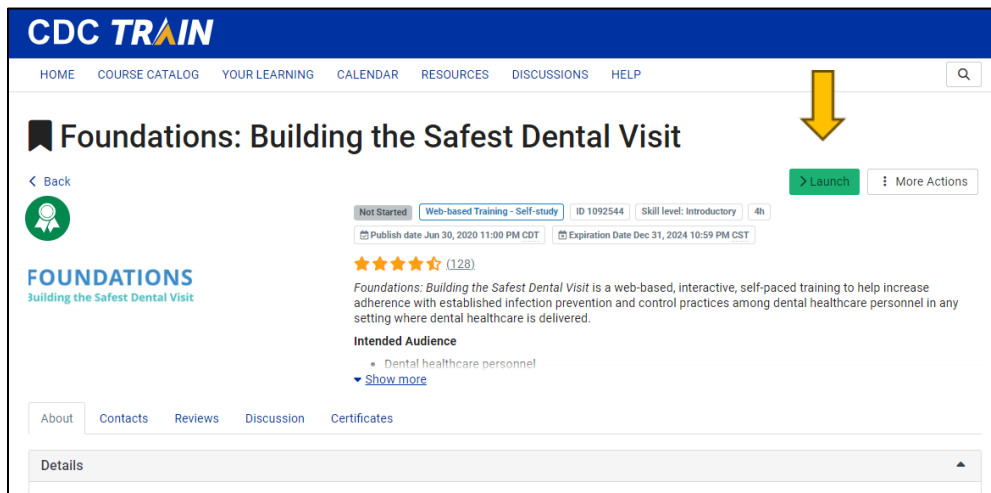 CDC TRAIN
HOME COURSE CATALOG YOUR LEARNING CALENDAR RESOURCES DISCUSSIONS HELP
Foundations: Building the Safest Dental Visit
Back
Launch More Actions
Not Started Web-based Training - Self-study ID 1092544 Skill level: Introductory 4h
Publish date Jun 30, 2020 11:00 PM CDT Expiration Date Dec 31, 2024 10:59 PM CST
(128)
FOUNDATIONS
Building the Safest Dental Visit
Foundations: Building the Safest Dental Visit is a web-based, interactive, self-paced training to help increase
adherence with established infection prevention and control practices among dental healthcare personnel in any
setting where dental healthcare is delivered.
Intended Audience
• Dental healthcare personnel
Show more
About Contacts Reviews Discussion Certificates
Details